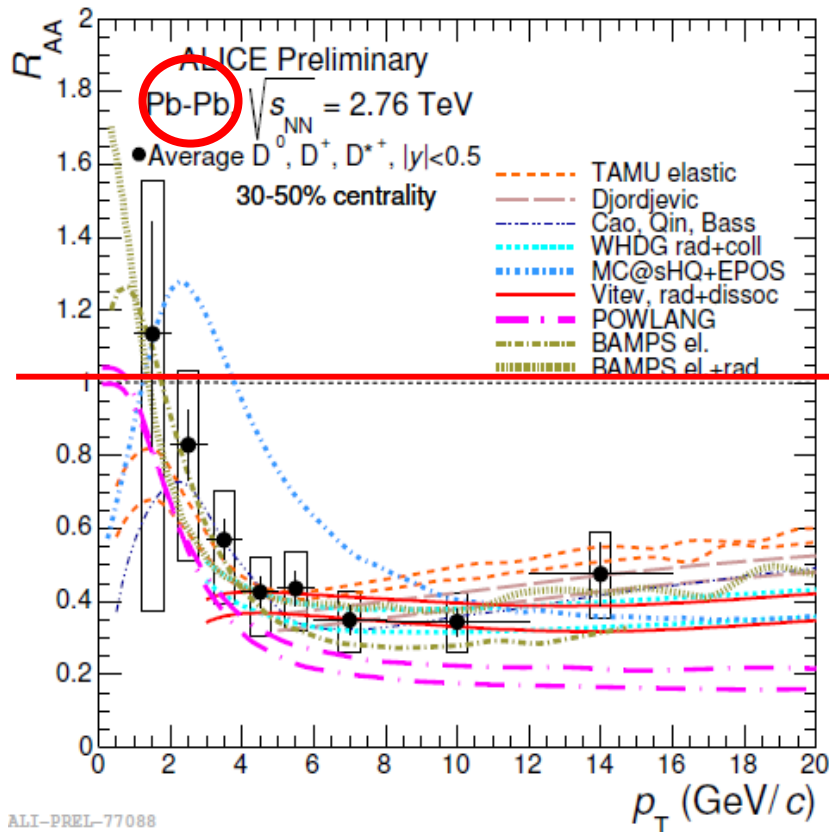 R_AA
ALICE Preliminary
Pb-Pb, √s_NN = 2.76 TeV
Average D⁰, D⁺, D*⁺, |y|<0.5
30-50% centrality
TAMU elastic
Djordjevic
Cao, Qin, Bass
WHDG rad+coll
MC@sHQ+EPOS
Vitev, rad+dissoc
POWLANG
BAMPS el.
BAMPS el.+rad
2
1.8
1.6
1.4
1.2
1
0.8
0.6
0.4
0.2
0
0 2 4 6 8 10 12 14 16 18 20
p_T (GeV/c)
ALI-PREL-77088